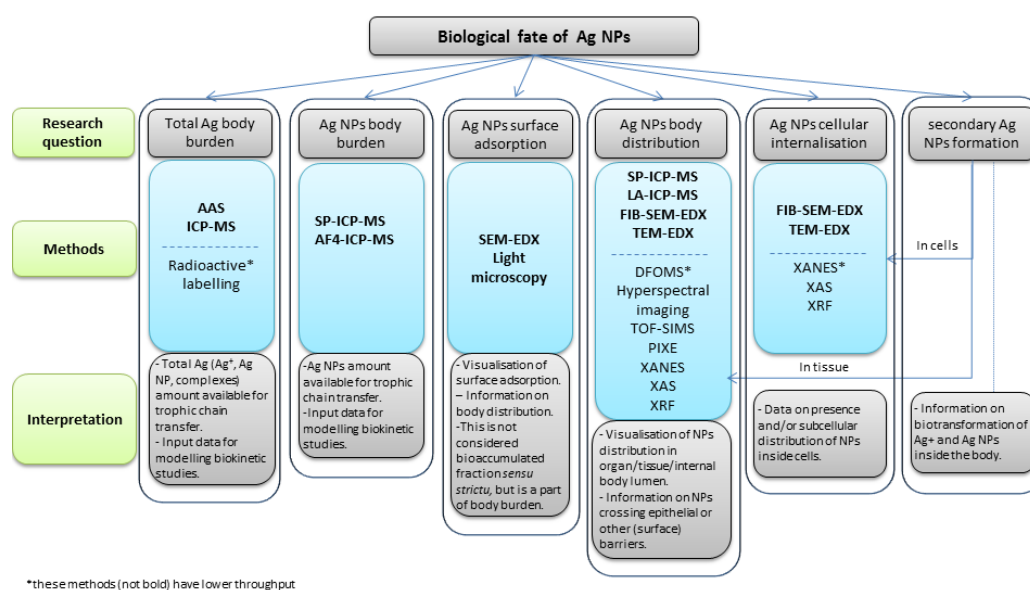 Biological fate of Ag NPs
Research
question
Total Ag body
burden
Ag NPs body
burden
Ag NPs surface
adsorption
Ag NPs body
distribution
Ag NPs cellular
internalisation
secondary Ag
NPs formation
Methods
AAS
ICP-MS
Radioactive*
labelling
SP-ICP-MS
AF4-ICP-MS
SEM-EDX
Light
microscopy
SP-ICP-MS
LA-ICP-MS
FIB-SEM-EDX
TEM-EDX
DFOMS*
Hyperspectral
imaging
TOF-SIMS
PIXE
XANES
XAS
XRF
FIB-SEM-EDX
TEM-EDX
XANES*
XAS
XRF
In cells
In tissue
Interpretation
- Total Ag (Ag⁺, Ag
NP, complexes)
amount available for
trophic chain
transfer.
- Input data for
modelling biokinetic
studies.
-Ag NPs amount
available for trophic
chain transfer.
-Input data for
modelling biokinetic
studies.
-Visualisation of
surface adsorption.
– Information on
body distribution.
-This is not
considered
bioaccumulated
fraction sensu
strictu, but is a part
of body burden.
- Visualisation of NPs
distribution in
organ/tissue/internal
body lumen.
- Information on NPs
crossing epithelial or
other (surface)
barriers.
- Data on presence
and/or subcellular
distribution of NPs
inside cells.
- Information on
biotransformation of
Ag+ and Ag NPs
inside the body.
*these methods (not bold) have lower throughput